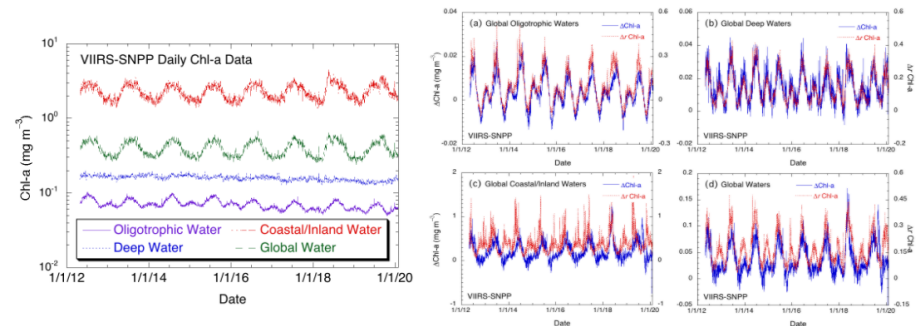 VIIRS-SNPP Daily Chl-a Data
Chl-a (mg m⁻³)
10¹
10⁰
10⁻¹
10⁻²
Oligotrophic Water
Coastal/Inland Water
Deep Water
Global Water
1/1/12
1/1/14
1/1/16
1/1/18
1/1/20
Date
(a) Global Oligotrophic Waters
ΔChl-a
Δr Chl-a
ΔChl-a (mg m⁻³)
0.04
0.02
0
-0.02
0.6
0.3
0
-0.3
VIIRS-SNPP
1/1/12
1/1/14
1/1/16
1/1/18
1/1/20
Date
(b) Global Deep Waters
ΔChl-a
Δr Chl-a
0.06
0.04
0.02
0
-0.02
0.6
0.4
0.2
0
-0.2
Δr Chl-a
VIIRS-SNPP
1/1/12
1/1/14
1/1/16
1/1/18
1/1/20
Date
(c) Global Coastal/Inland Waters
ΔChl-a
Δr Chl-a
ΔChl-a (mg m⁻³)
2
1
0
-1
2
1
0
-1
VIIRS-SNPP
1/1/12
1/1/14
1/1/16
1/1/18
1/1/20
Date
(d) Global Waters
ΔChl-a
Δr Chl-a
0.2
0.15
0.1
0.05
0
-0.05
0.6
0.45
0.3
0.15
0
-0.15
Δr Chl-a
VIIRS-SNPP
1/1/12
1/1/14
1/1/16
1/1/18
1/1/20
Date